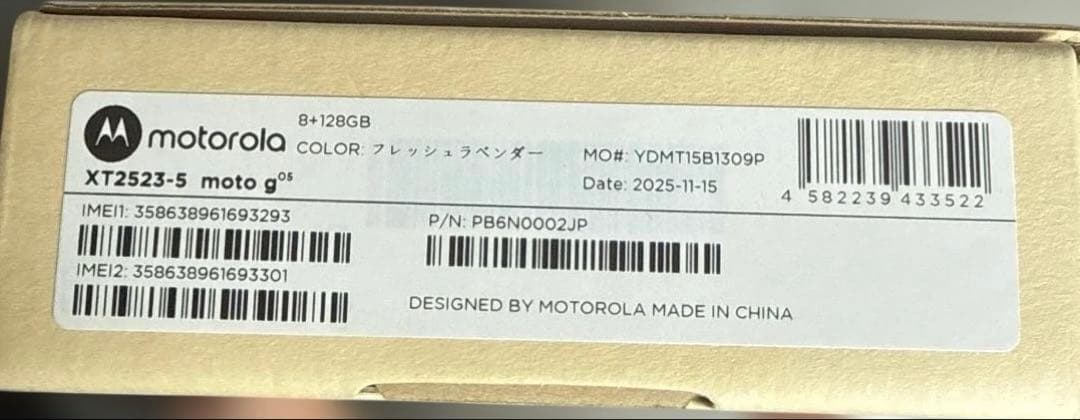 motorola
8+128GB
COLOR: フレッシュラベンダー
XT2523-5 moto g05
MO#: YDMT15B1309P
Date: 2025-11-15
4 582239 433522
IMEI1: 358638961693293
P/N: PB6N0002JP
IMEI2: 358638961693301
DESIGNED BY MOTOROLA MADE IN CHINA